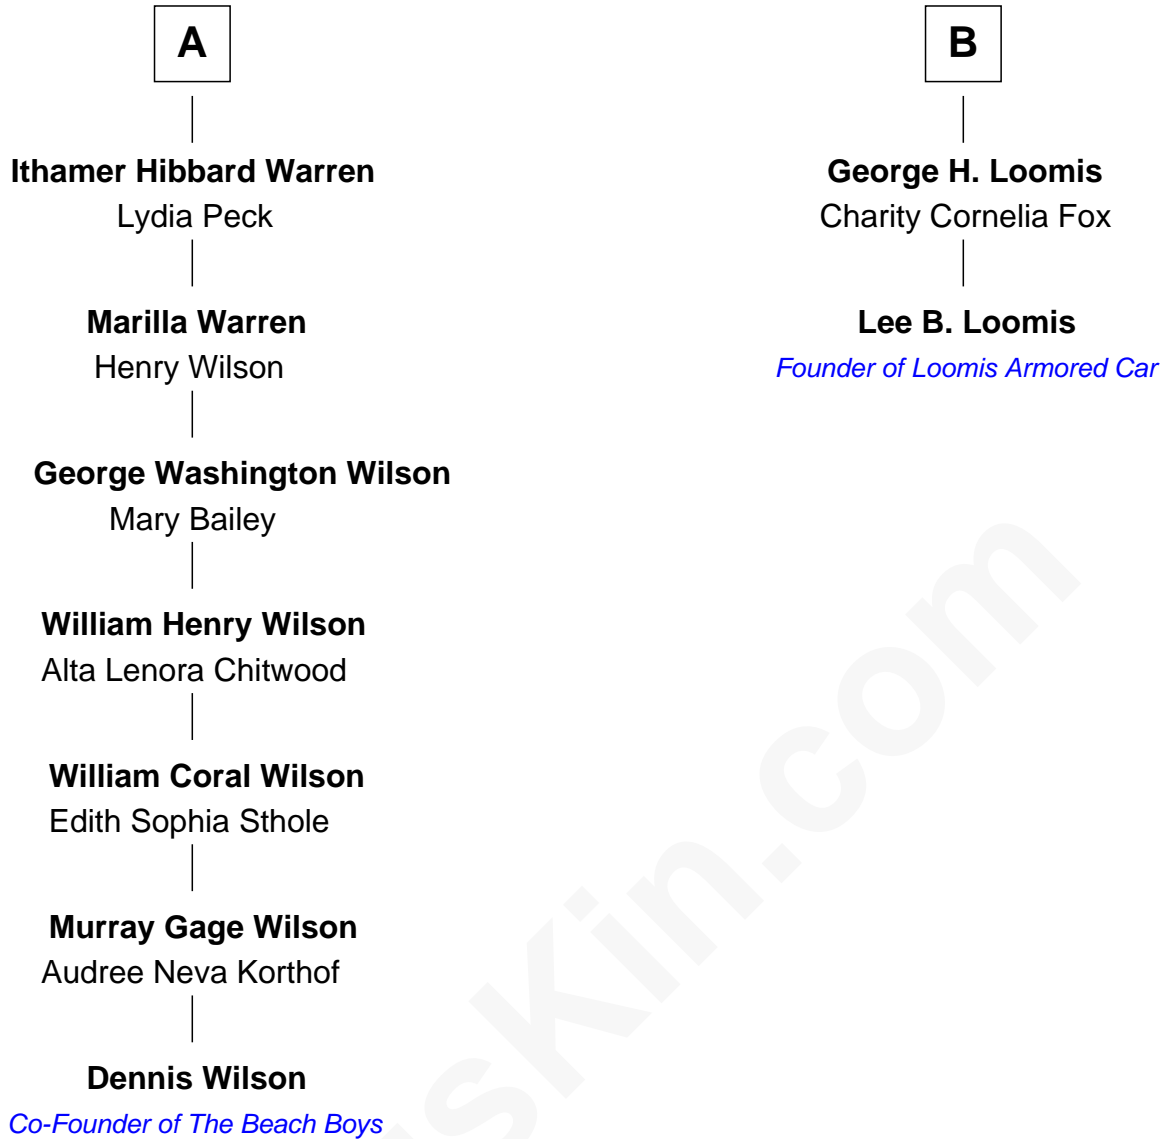 A
Ithamer Hibbard Warren
Lydia Peck
Marilla Warren
Henry Wilson
George Washington Wilson
Mary Bailey
William Henry Wilson
Alta Lenora Chitwood
William Coral Wilson
Edith Sophia Sthole
Murray Gage Wilson
Audree Neva Korthof
Dennis Wilson
Co-Founder of The Beach Boys
B
George H. Loomis
Charity Cornelia Fox
Lee B. Loomis
Founder of Loomis Armored Car